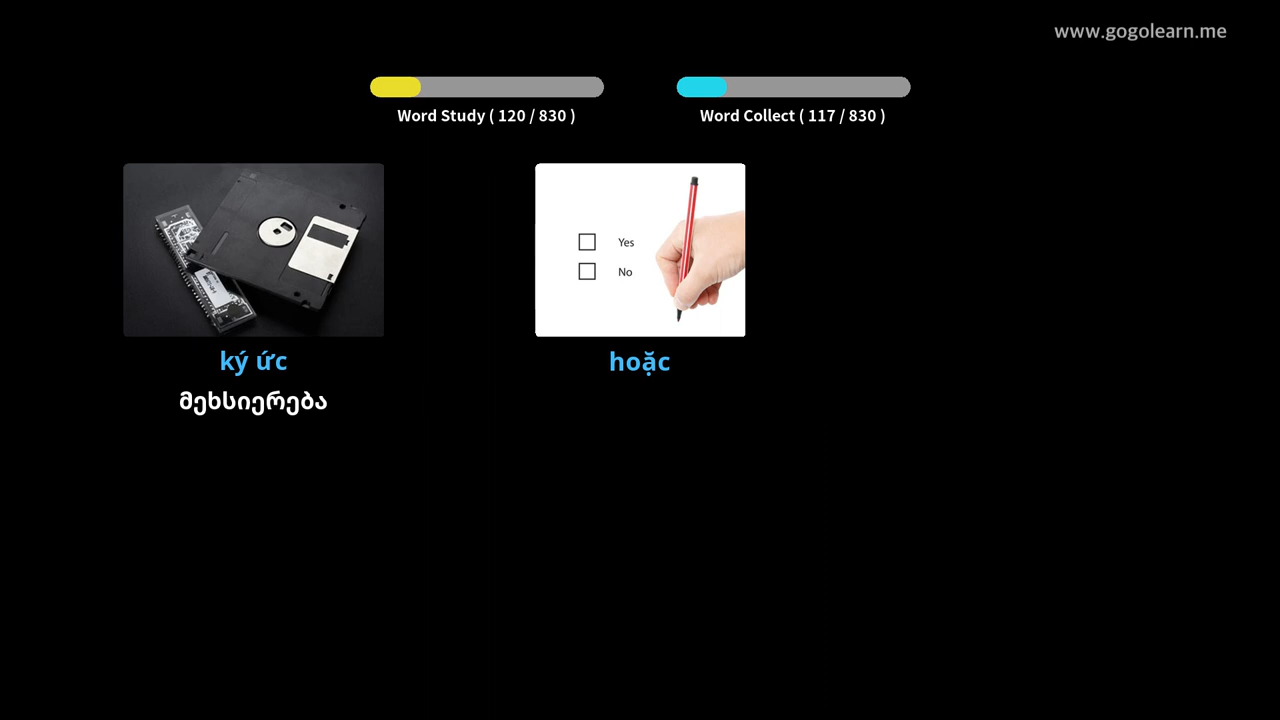 www.gogolearn.me
Word Study ( 120 / 830 )
Word Collect ( 117 / 830 )
Yes
No
ký ức
hoặc
მეხსიერება